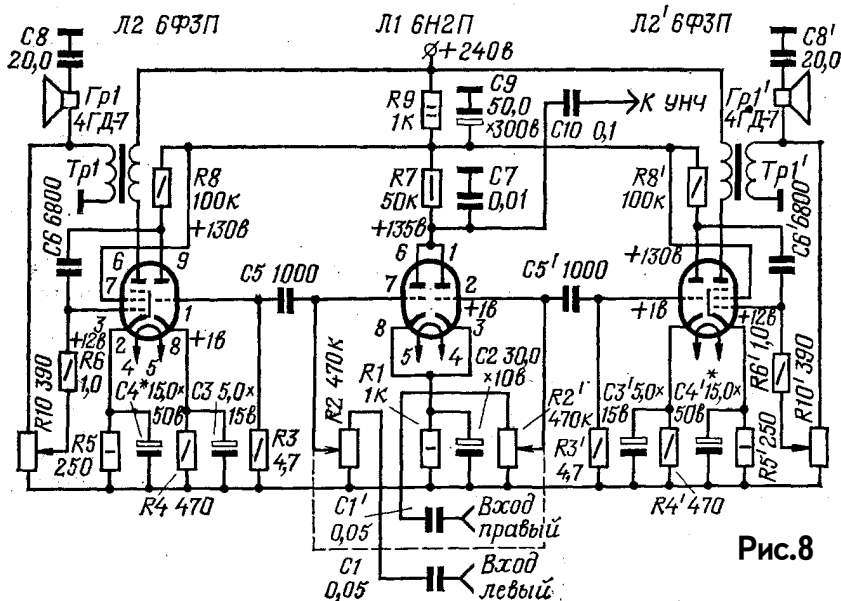 Л2 6Ф3П
Л1 6Н2П
Л2' 6Ф3П
+240в
С8
20,0
Гр1
4ГД-7
Тр1
R8
100к
+130в
С6 6800
6
9
7
1
3
+12в
2
4
5
8
+1в
R6
1,0
R10 390
С4* 15,0×
50в
С3 5,0×
15в
R5
250
R4 470
R3
4,7
С5 1000
R2 470к
R9
1к
С9
50,0
×300в
С10 0,1
К УНЧ
R7
50к
С7
0,01
+135в
6
1
7
2
+1в
8
3
5
4
R1
1к
С2 30,0
×10в
R2'
470к
С1'
0,05
Вход
правый
С1
0,05
Вход
левый
С5' 1000
С8'
20,0
Гр1'
4ГД-7
Тр1'
R8'
100к
+130в
С6' 6800
+1в
+12в
R6' 1,0
R10' 390
С3' 5,0×
15в
С4' 15,0×
50в
*
R3'
4,7
R4' 470
R5' 250
Рис.8